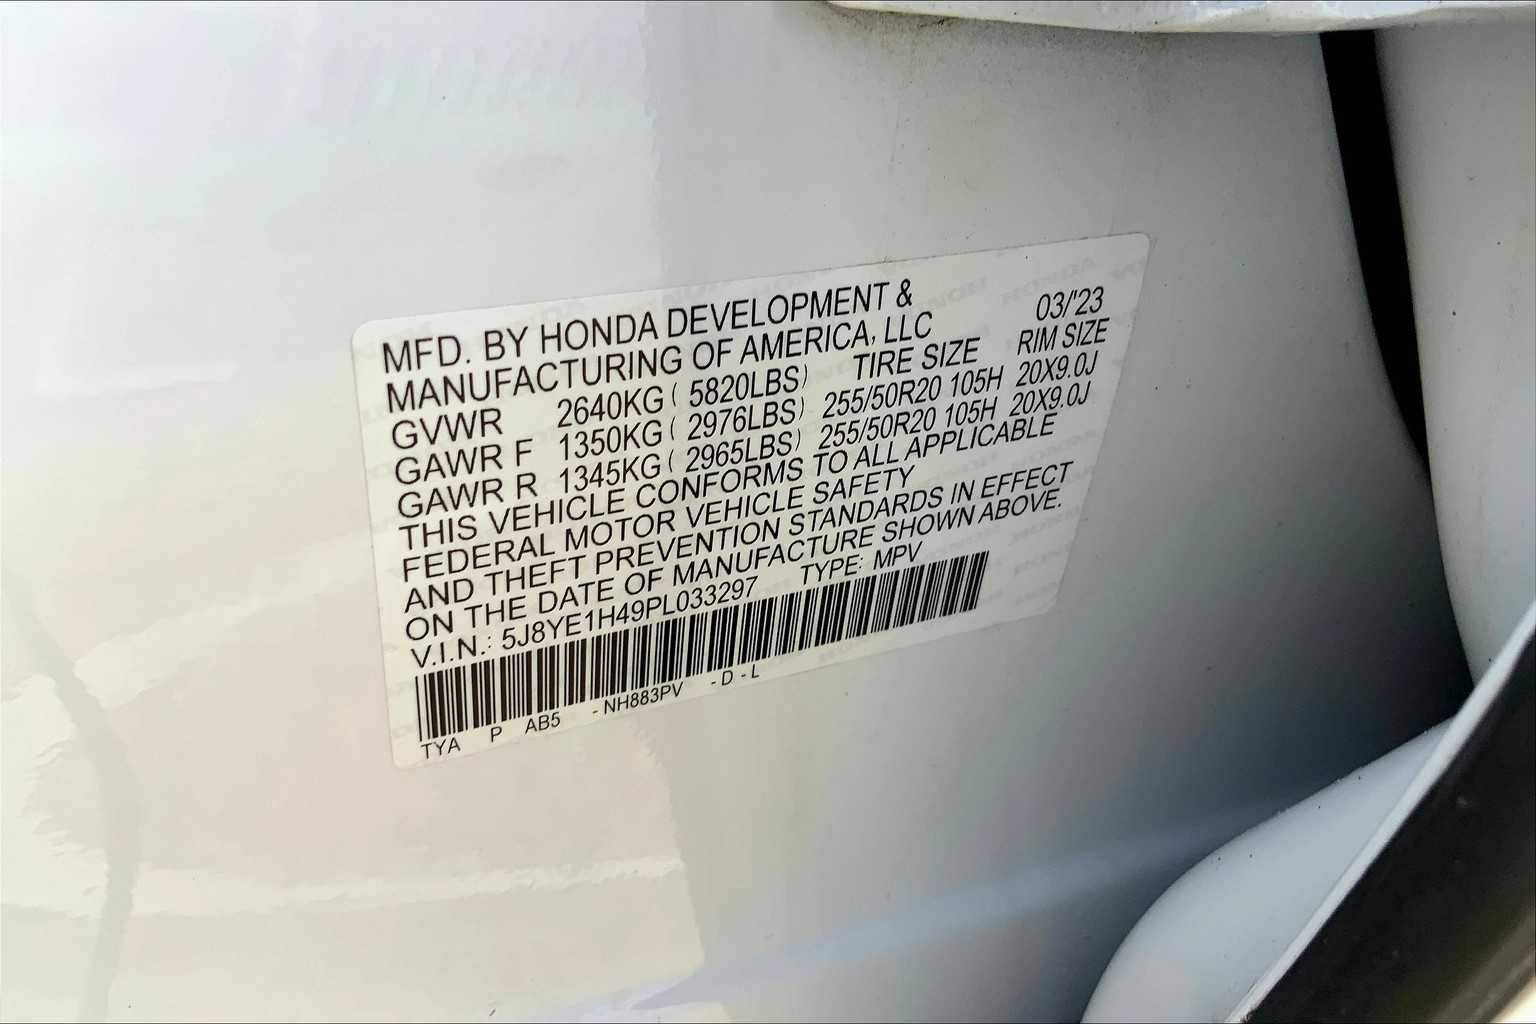 MFD. BY HONDA DEVELOPMENT &
MANUFACTURING OF AMERICA, LLC 03/'23
GVWR 2640KG ( 5820LBS) TIRE SIZE RIM SIZE
GAWR F 1350KG ( 2976LBS) 255/50R20 105H 20X9.0J
GAWR R 1345KG ( 2965LBS) 255/50R20 105H 20X9.0J
THIS VEHICLE CONFORMS TO ALL APPLICABLE
FEDERAL MOTOR VEHICLE SAFETY
AND THEFT PREVENTION STANDARDS IN EFFECT
ON THE DATE OF MANUFACTURE SHOWN ABOVE.
V.I.N.: 5J8YE1H49PL033297 TYPE: MPV
TYA P AB5 - NH883PV - D - L